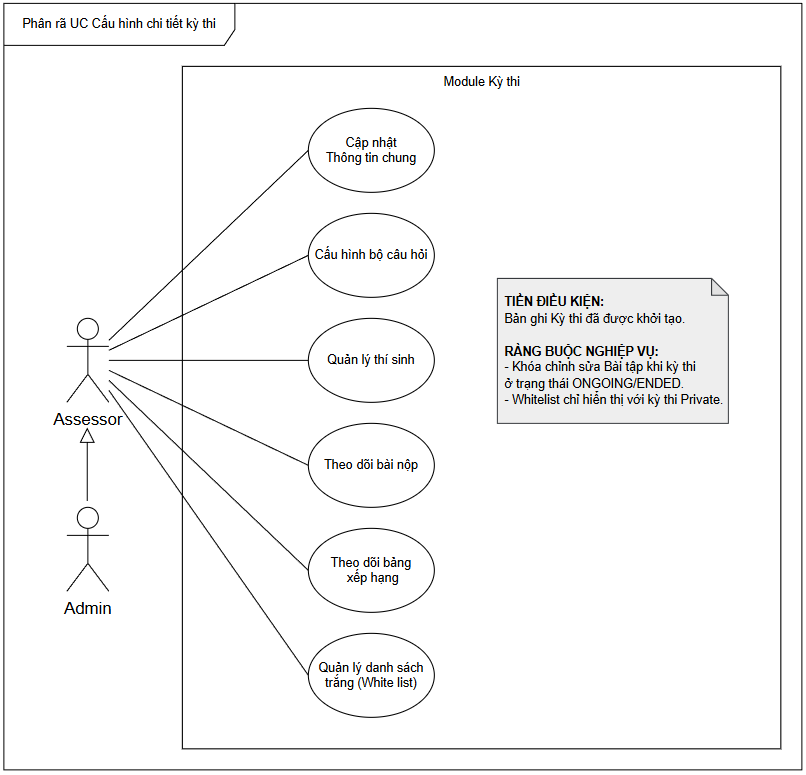 Phân rã UC Cấu hình chi tiết kỳ thi
Module Kỳ thi
Cập nhật
Thông tin chung
Cấu hình bộ câu hỏi
Quản lý thí sinh
Theo dõi bài nộp
Theo dõi bảng
xếp hạng
Quản lý danh sách
trắng (White list)
Assessor
Admin
TIỀN ĐIỀU KIỆN:
Bản ghi Kỳ thi đã được khởi tạo.
RÀNG BUỘC NGHIỆP VỤ:
- Khóa chỉnh sửa Bài tập khi kỳ thi
ở trạng thái ONGOING/ENDED.
- Whitelist chỉ hiển thị với kỳ thi Private.